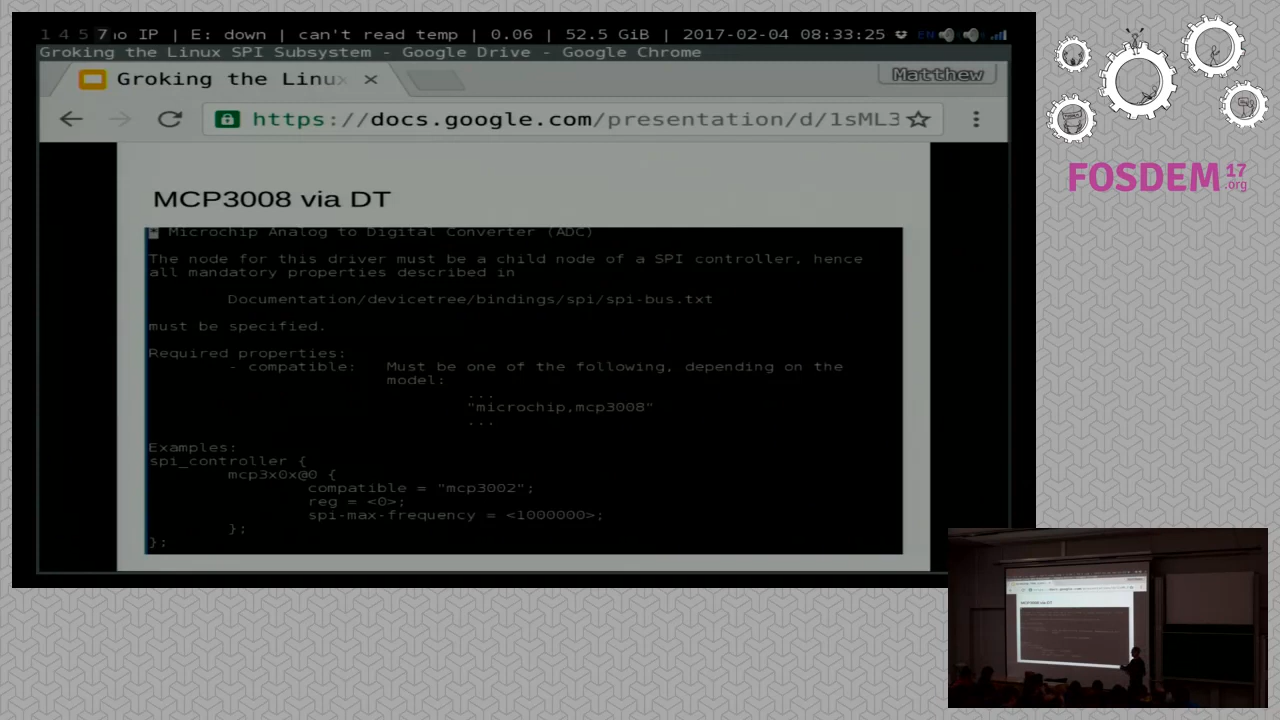 1 4 5 7 no IP | E: down | can't read temp | 0.06 | 52.5 GiB | 2017-02-04 08:33:25 EN
Groking the Linux SPI Subsystem - Google Drive - Google Chrome
Groking the Linux
Matthew
https://docs.google.com/presentation/d/1sML3
MCP3008 via DT
* Microchip Analog to Digital Converter (ADC)
The node for this driver must be a child node of a SPI controller, hence
all mandatory properties described in
Documentation/devicetree/bindings/spi/spi-bus.txt
must be specified.
Required properties:
- compatible: Must be one of the following, depending on the
model:
...
"microchip,mcp3008"
...
Examples:
spi_controller {
mcp3x0x@0 {
compatible = "mcp3002";
reg = <0>;
spi-max-frequency = <1000000>;
};
};
FOSDEM 17
.org
MCP3008 via DT